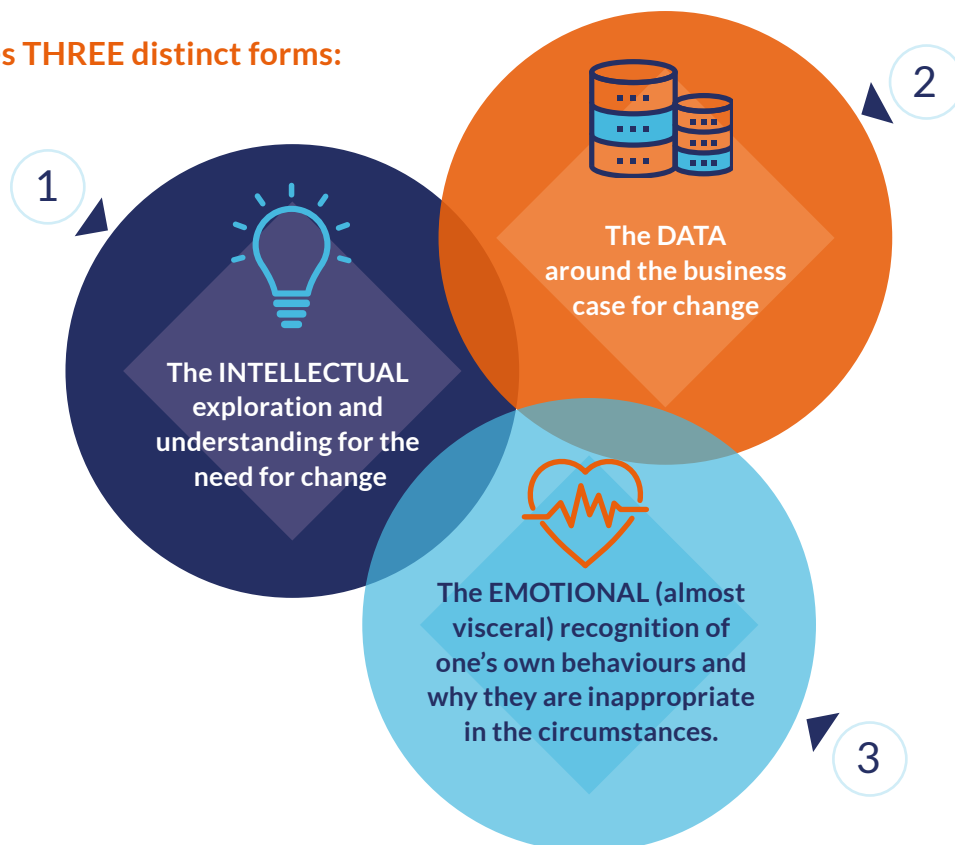 s THREE distinct forms:
1
The INTELLECTUAL
exploration and
understanding for the
need for change
2
The DATA
around the business
case for change
The EMOTIONAL (almost
visceral) recognition of
one’s own behaviours and
why they are inappropriate
in the circumstances.
3